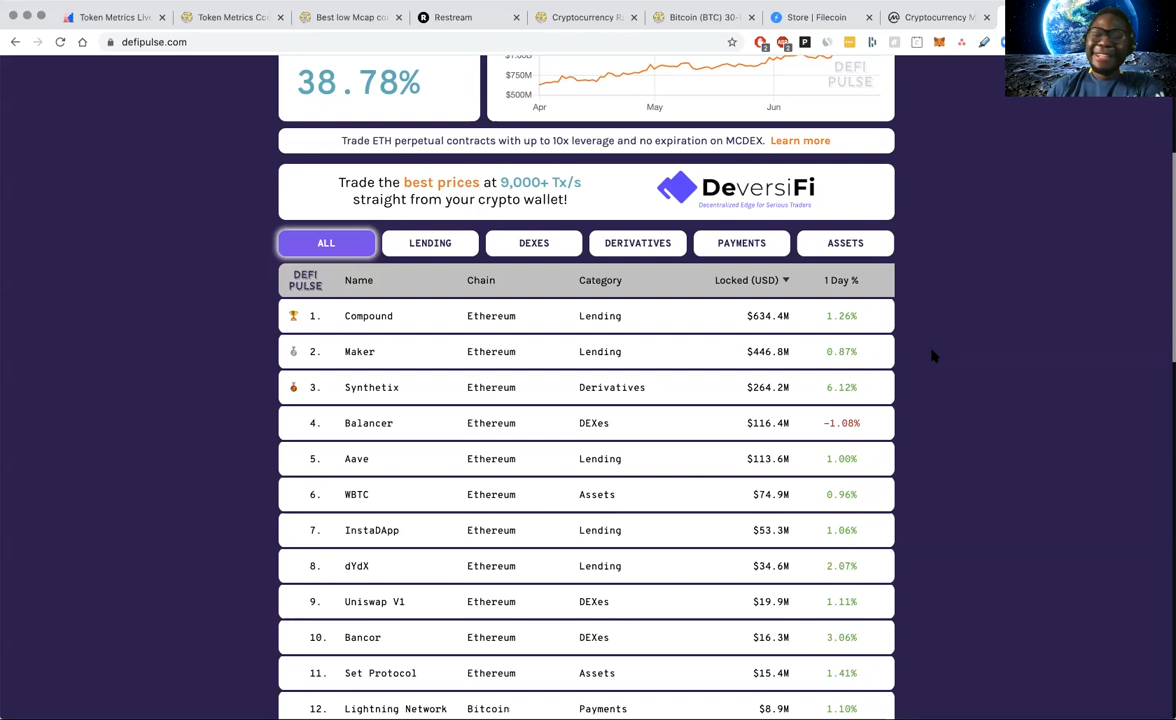 Token Metrics Liv
Token Metrics Co
Best low Mcap co
Restream
Cryptocurrency R
Bitcoin (BTC) 30-
Store | Filecoin
Cryptocurrency M
defipulse.com
38.78%
$750M
$500M
Apr May Jun
DEFI
PULSE
Trade ETH perpetual contracts with up to 10x leverage and no expiration on MCDEX. Learn more
Trade the best prices at 9,000+ Tx/s
straight from your crypto wallet!
DeversiFi
Decentralized Edge for Serious Traders
ALL LENDING DEXES DERIVATIVES PAYMENTS ASSETS
DEFI
PULSE
Name Chain Category Locked (USD) 1 Day %
1. Compound Ethereum Lending $634.4M 1.26%
2. Maker Ethereum Lending $446.8M 0.87%
3. Synthetix Ethereum Derivatives $264.2M 6.12%
4. Balancer Ethereum DEXes $116.4M -1.08%
5. Aave Ethereum Lending $113.6M 1.00%
6. WBTC Ethereum Assets $74.9M 0.96%
7. InstaDApp Ethereum Lending $53.3M 1.06%
8. dYdX Ethereum Lending $34.6M 2.07%
9. Uniswap V1 Ethereum DEXes $19.9M 1.11%
10. Bancor Ethereum DEXes $16.3M 3.06%
11. Set Protocol Ethereum Assets $15.4M 1.41%
12. Lightning Network Bitcoin Payments $8.9M 1.10%